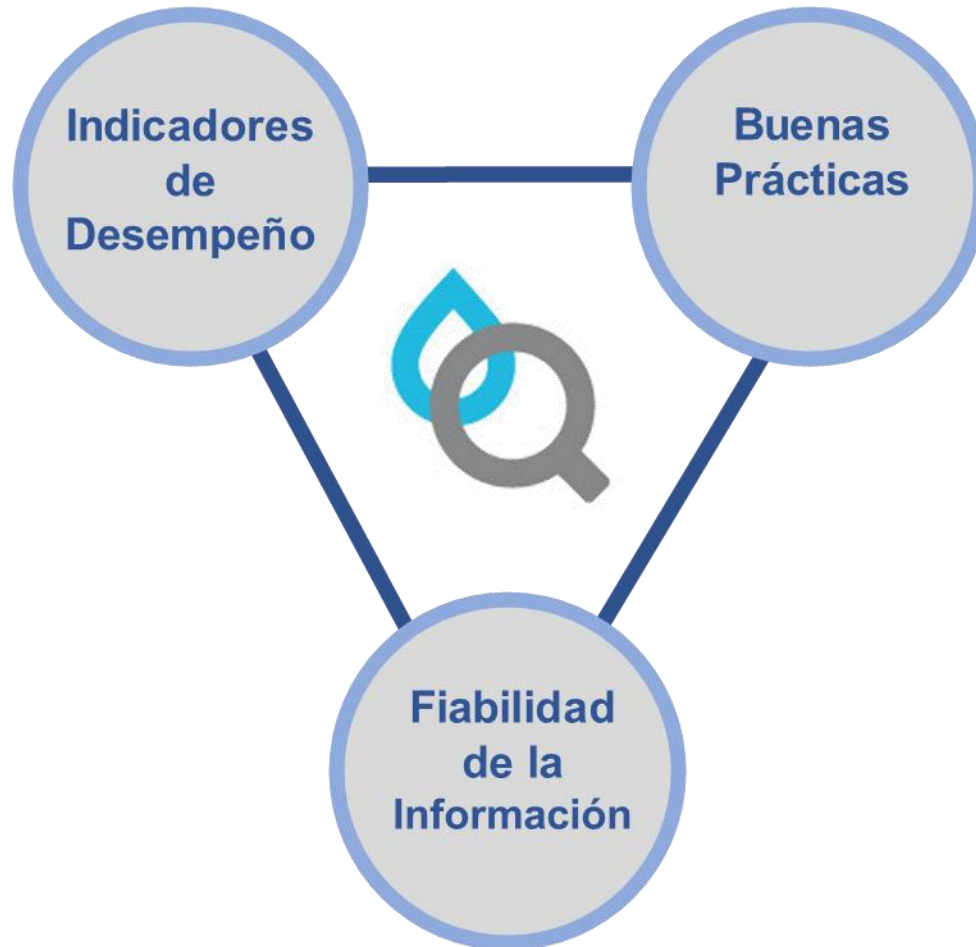 Indicadores
de
Desempeño
Buenas
Prácticas
Fiabilidad
de la
Información